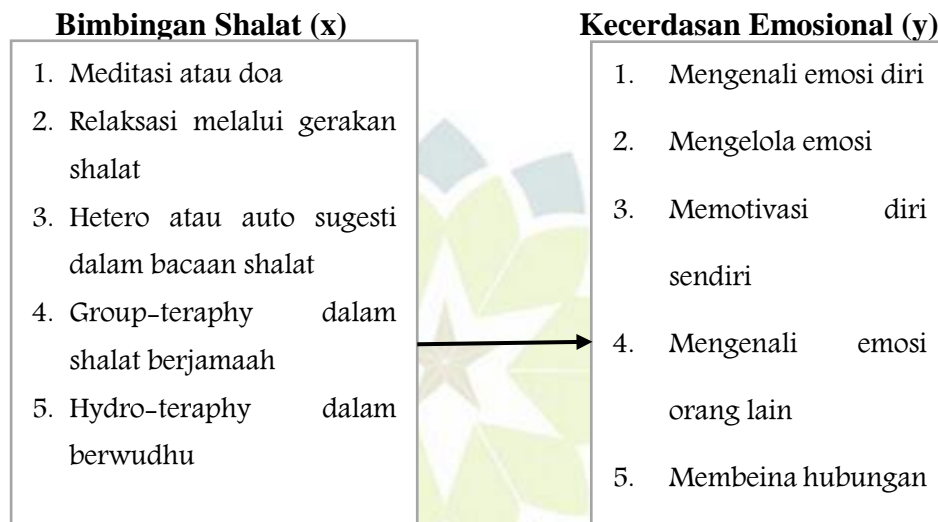 Bimbingan Shalat (x)
1. Meditasi atau doa
2. Relaksasi melalui gerakan
shalat
3. Hetero atau auto sugesti
dalam bacaan shalat
4. Group-teraphy dalam
shalat berjamaah
5. Hydro-teraphy dalam
berwudhu
Kecerdasan Emosional (y)
1. Mengenali emosi diri
2. Mengelola emosi
3. Memotivasi diri
sendiri
4. Mengenali emosi
orang lain
5. Membeina hubungan